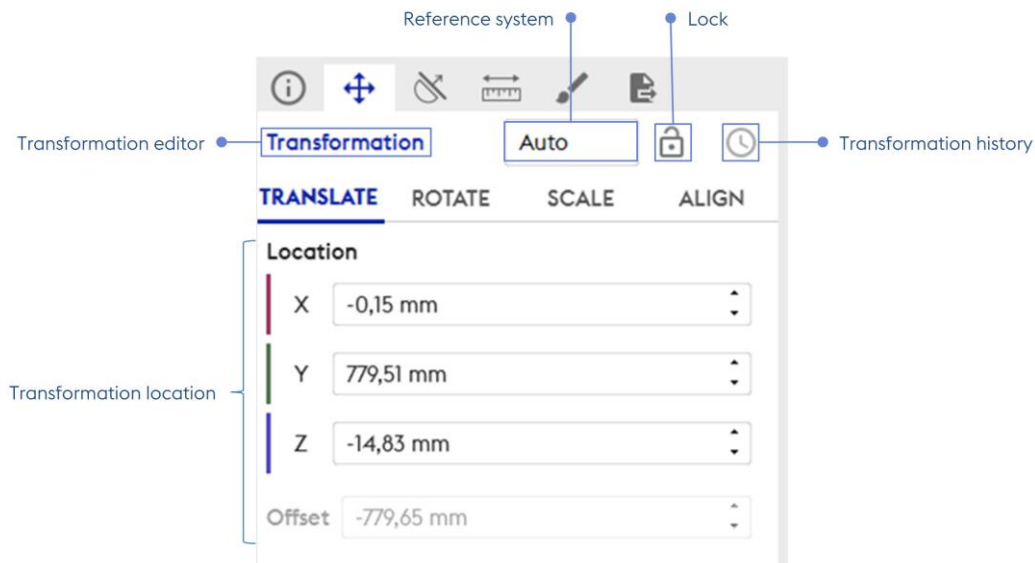 Reference system
Lock
Transformation editor
Transformation
Auto
Transformation history
TRANSLATE ROTATE SCALE ALIGN
Location
X -0,15 mm
Y 779,51 mm
Transformation location
Z -14,83 mm
Offset -779,65 mm